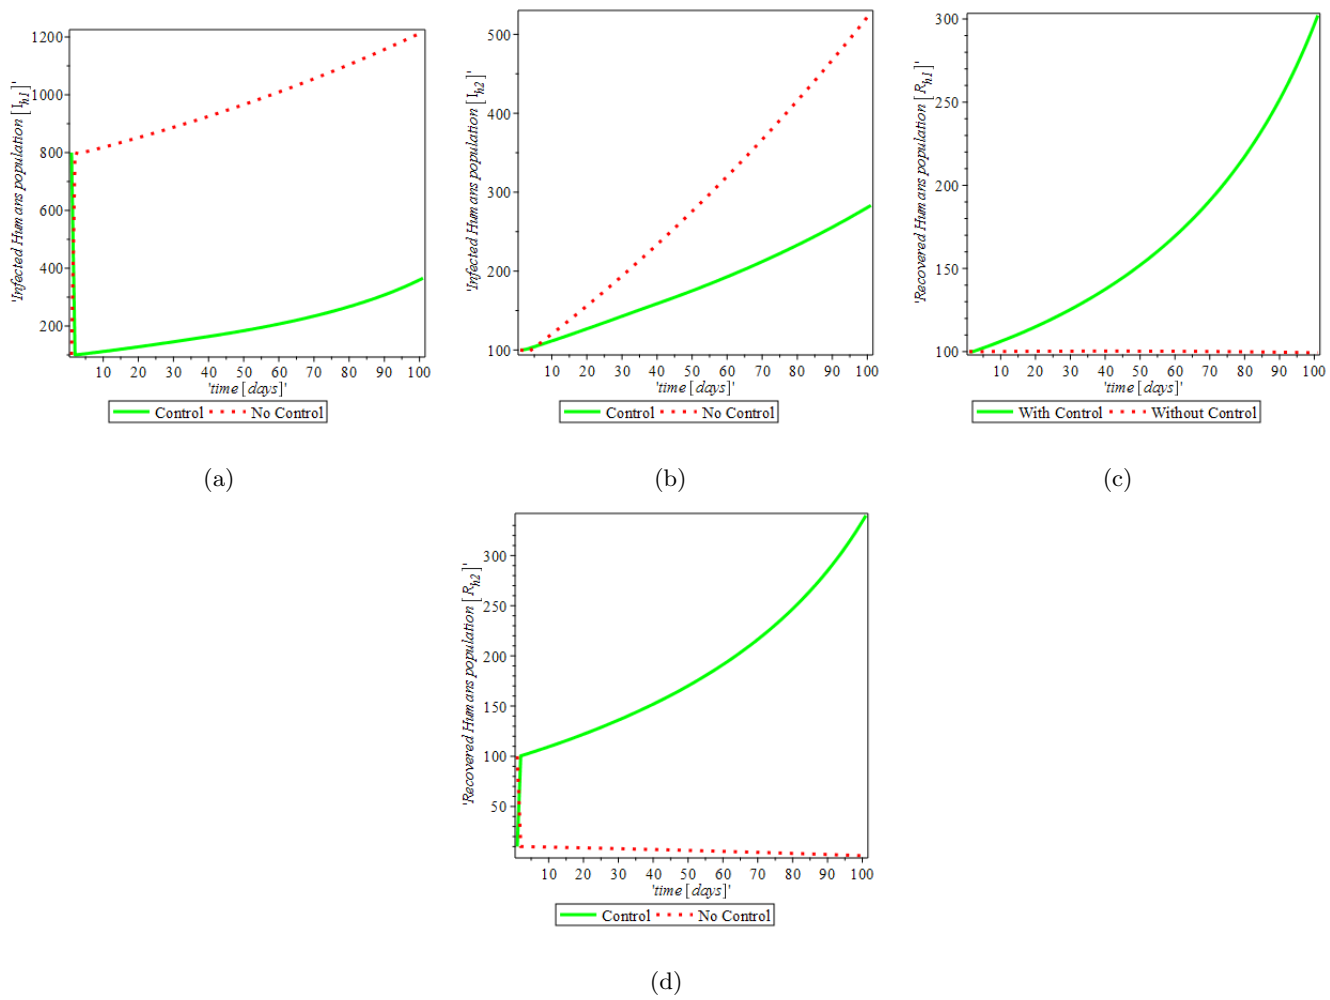 'Infected Humans population [I_h1]'
1200
1000
800
600
400
200
10 20 30 40 50 60 70 80 90 100
'time [days]'
Control No Control
(a)
'Infected Humans population [I_h2]'
500
400
300
200
100
10 20 30 40 50 60 70 80 90 100
'time [days]'
Control No Control
(b)
'Recovered Humans population [R_h1]'
300
250
200
150
100
10 20 30 40 50 60 70 80 90 100
'time [days]'
With Control Without Control
(c)
'Recovered Humans population [R_h2]'
300
250
200
150
100
50
10 20 30 40 50 60 70 80 90 100
'time [days]'
Control No Control
(d)